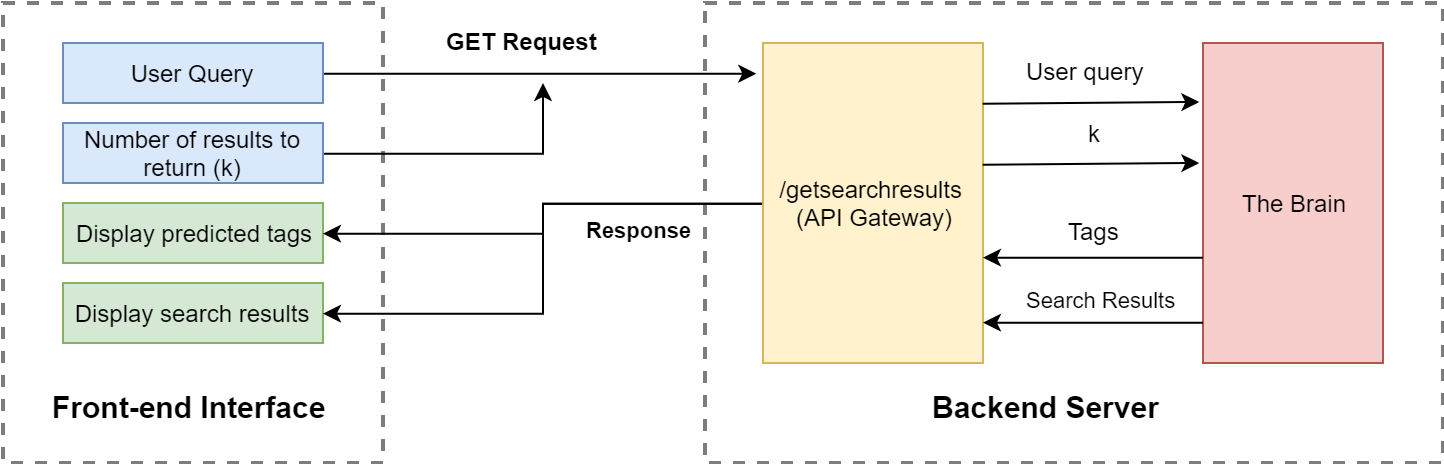 User Query
Number of results to
return (k)
Display predicted tags
Display search results
Front-end Interface
GET Request
Response
/getsearchresults
(API Gateway)
User query
k
Tags
Search Results
The Brain
Backend Server